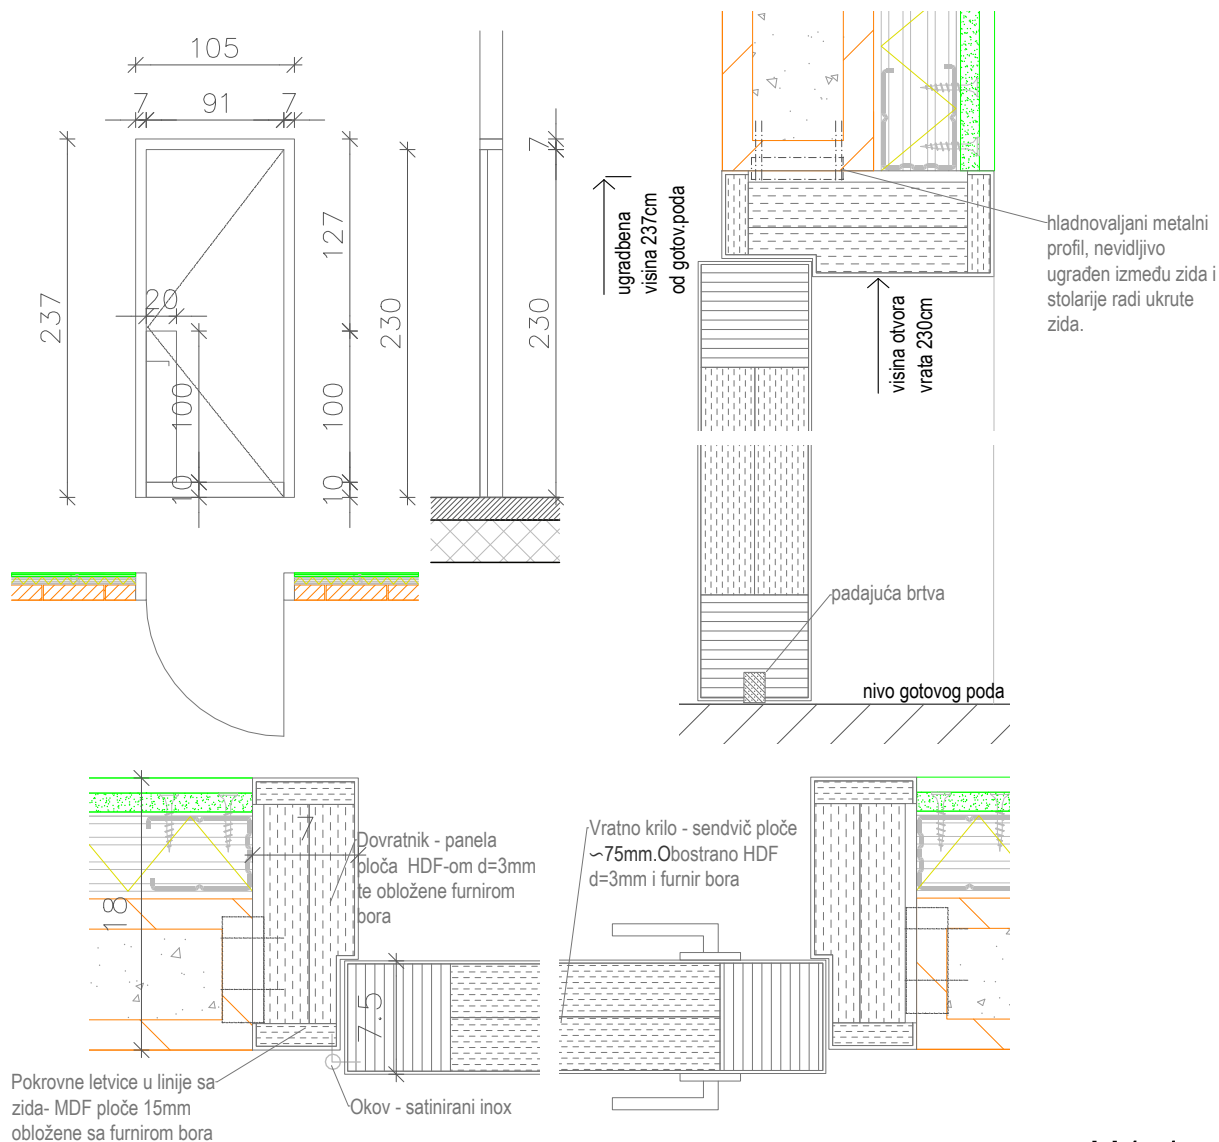 105
7
91
7
237
20
100
10
127
100
10
230
7
230
ugradbena
visina 237cm
od gotov.poda
visina otvora
vrata 230cm
hladnovaljani metalni
profil, nevidljivo
ugrađen između zida i
stolarije radi ukrute
zida.
padajuća brtva
nivo gotovog poda
18
7
Dovratnik - panela
ploča HDF-om d=3mm
te obložene furnirom
bora
Vratno krilo - sendvič ploče
~75mm.Obostrano HDF
d=3mm i furnir bora
7.5
Pokrovne letvice u linije sa
zida- MDF ploče 15mm
obložene sa furnirom bora
Okov - satinirani inox